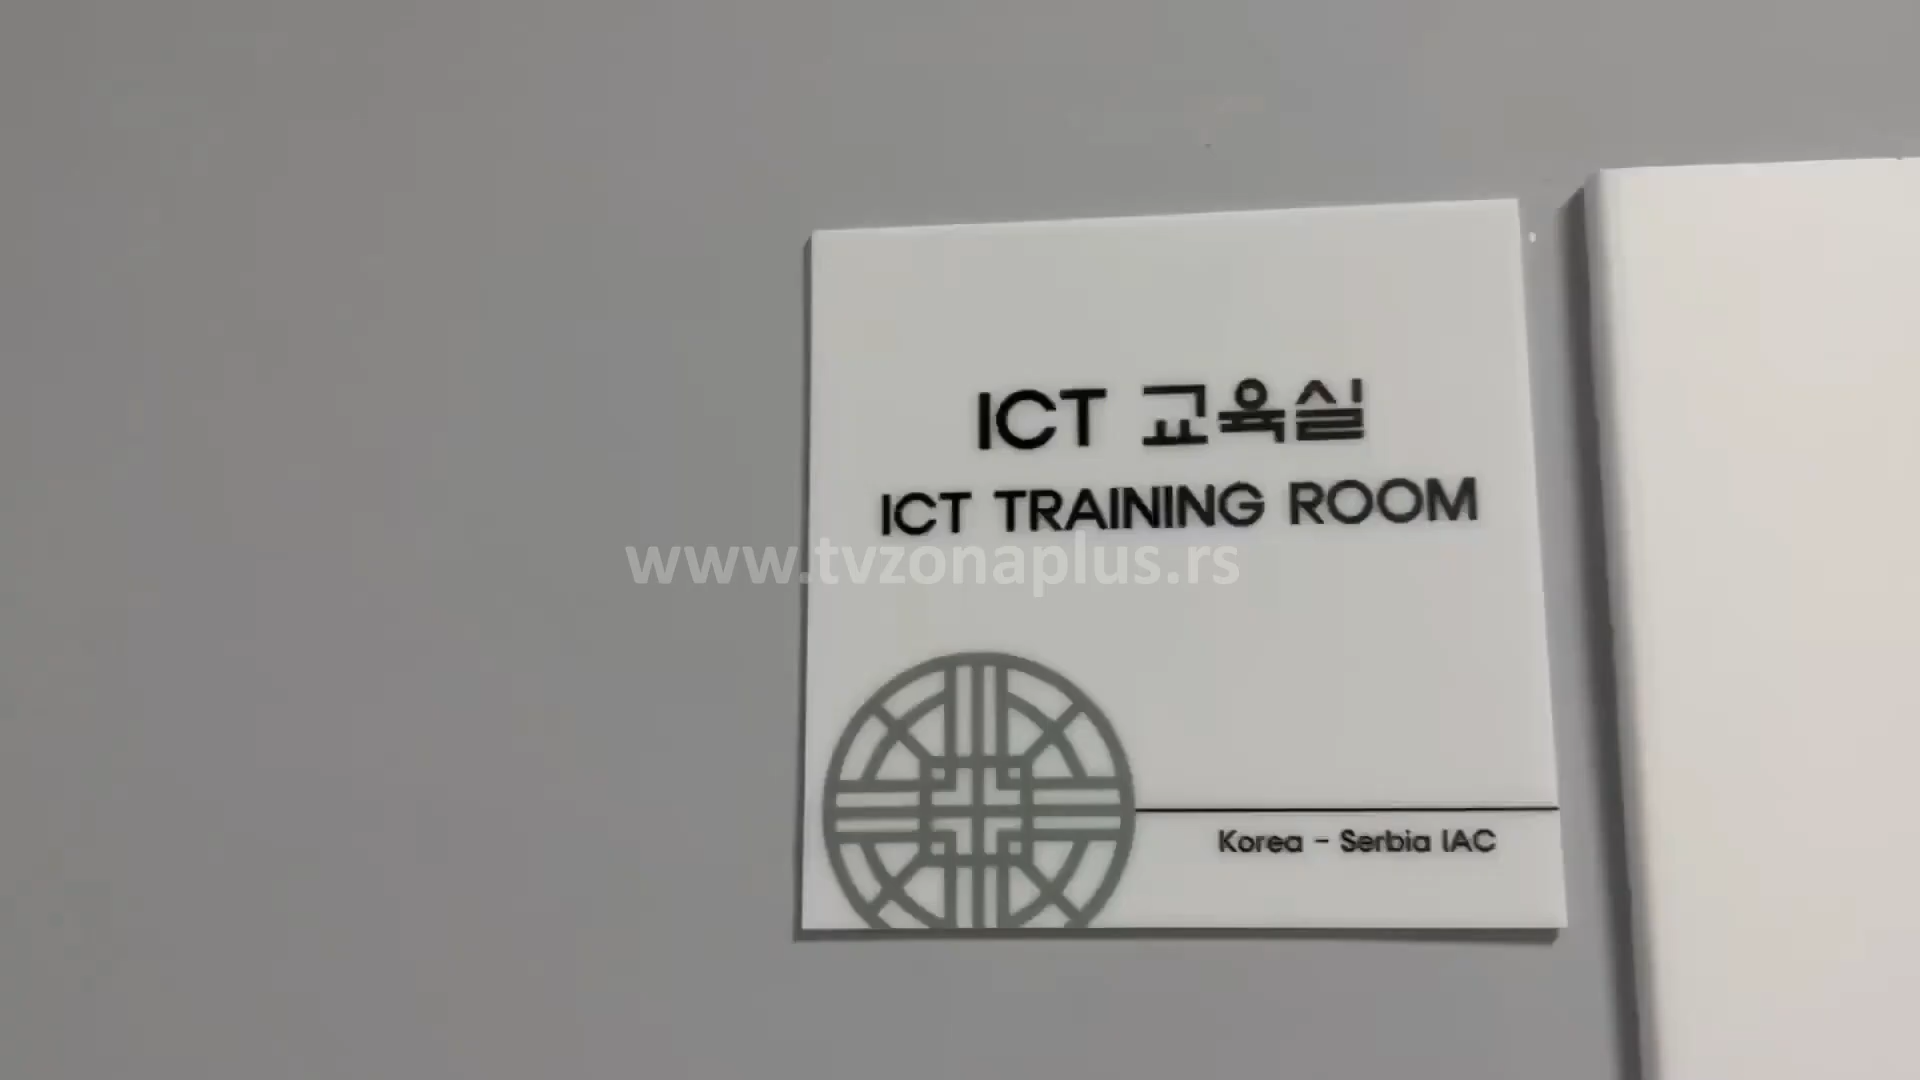 ICT 교육실
ICT TRAINING ROOM
www.tvzonaplus.rs
Korea - Serbia IAC